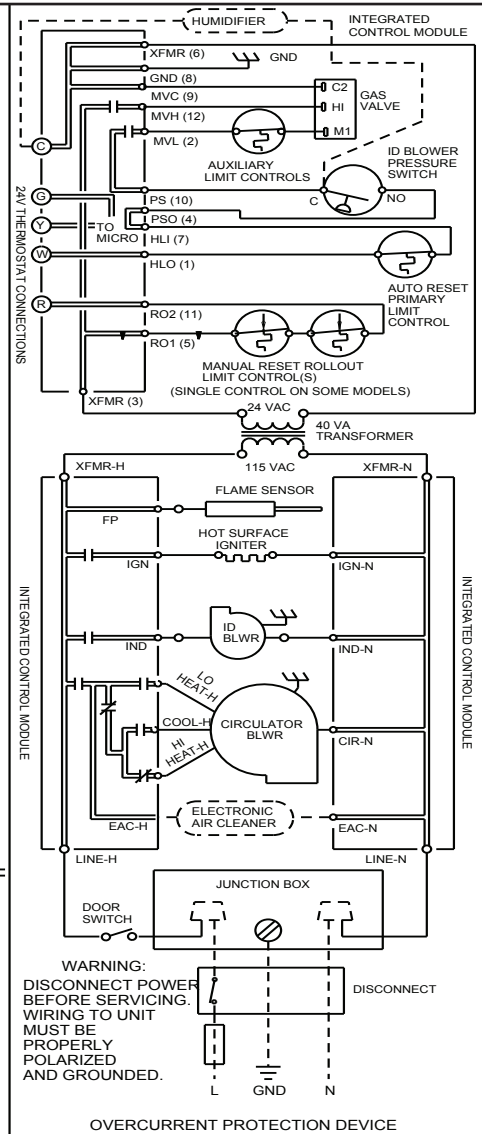 HUMIDIFIER
INTEGRATED
CONTROL MODULE
XFMR (6)
GND
GND (8)
MVC (9)
C2
GAS
VALVE
MVH (12)
HI
MVL (2)
M1
C
AUXILIARY
LIMIT CONTROLS
ID BLOWER
PRESSURE
SWITCH
24V THERMOSTAT CONNECTIONS
G
PS (10)
C
NO
PSO (4)
Y
TO
MICRO
HLI (7)
W
HLO (1)
AUTO RESET
PRIMARY
LIMIT
CONTROL
R
RO2 (11)
RO1 (5)
MANUAL RESET ROLLOUT
LIMIT CONTROL(S)
(SINGLE CONTROL ON SOME MODELS)
XFMR (3)
24 VAC
40 VA
TRANSFORMER
115 VAC
XFMR-H
XFMR-N
FLAME SENSOR
FP
HOT SURFACE
IGNITER
IGN
IGN-N
INTEGRATED CONTROL MODULE
INTEGRATED CONTROL MODULE
ID
BLWR
IND
IND-N
LO
HEAT-H
COOL-H
CIRCULATOR
BLWR
CIR-N
HI
HEAT-H
EAC-H
ELECTRONIC
AIR CLEANER
EAC-N
LINE-H
LINE-N
JUNCTION BOX
DOOR
SWITCH
WARNING:
DISCONNECT POWER
BEFORE SERVICING.
WIRING TO UNIT
MUST BE
PROPERLY
POLARIZED
AND GROUNDED.
DISCONNECT
L
GND
N
OVERCURRENT PROTECTION DEVICE